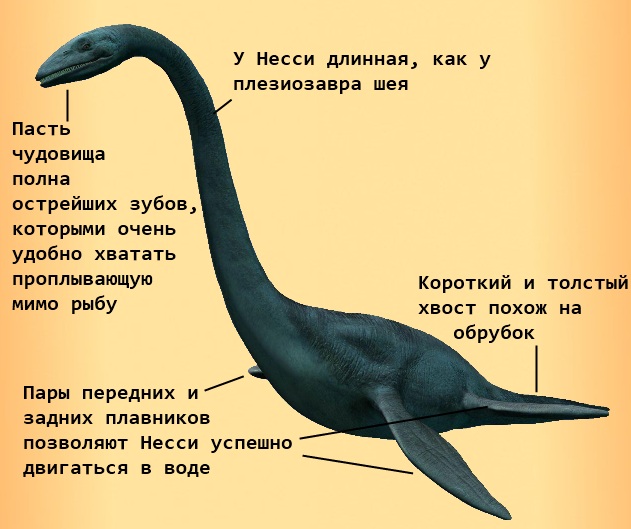 У Несси длинная, как у
плезиозавра шея
Пасть
чудовища
полна
острейших зубов,
которыми очень
удобно хватать
проплывающую
мимо рыбу
Короткий и толстый
хвост похож на
обрубок
Пары передних и
задних плавников
позволяют Несси успешно
двигаться в воде